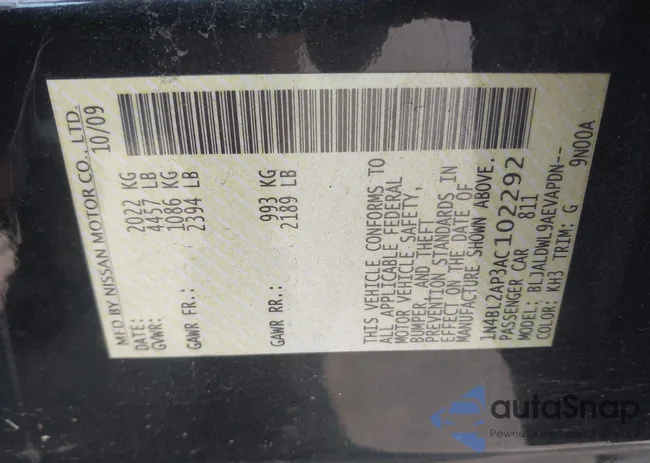 MFD BY NISSAN MOTOR CO., LTD.
DATE: 10/09
GVWR: 2022 KG
4457 LB
GAWR FR.: 1086 KG
2394 LB
GAWR RR.: 993 KG
2189 LB
THIS VEHICLE CONFORMS TO
ALL APPLICABLE FEDERAL
MOTOR VEHICLE SAFETY,
BUMPER, AND THEFT
PREVENTION STANDARDS IN
EFFECT ON THE DATE OF
MANUFACTURE SHOWN ABOVE.
1N4BL2AP3AC102292
PASSENGER CAR 811
MODEL: BLJALDWL9AEVAPDN--
COLOR: KH3 TRIM: G 9N00A
autaSnap